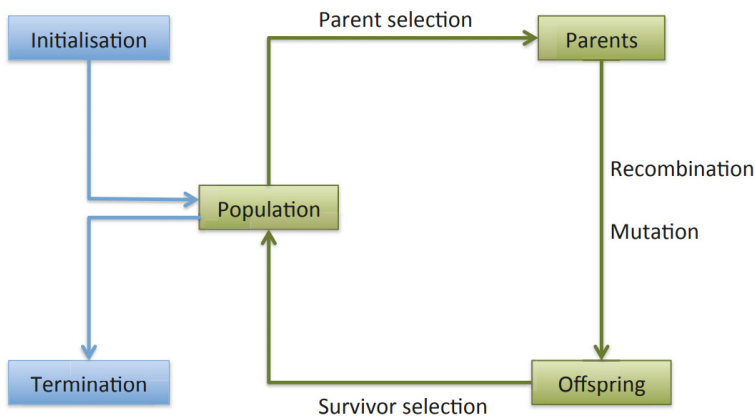 Parent selection
Initialisation
Parents
Recombination
Population
Mutation
Termination
Offspring
Survivor selection